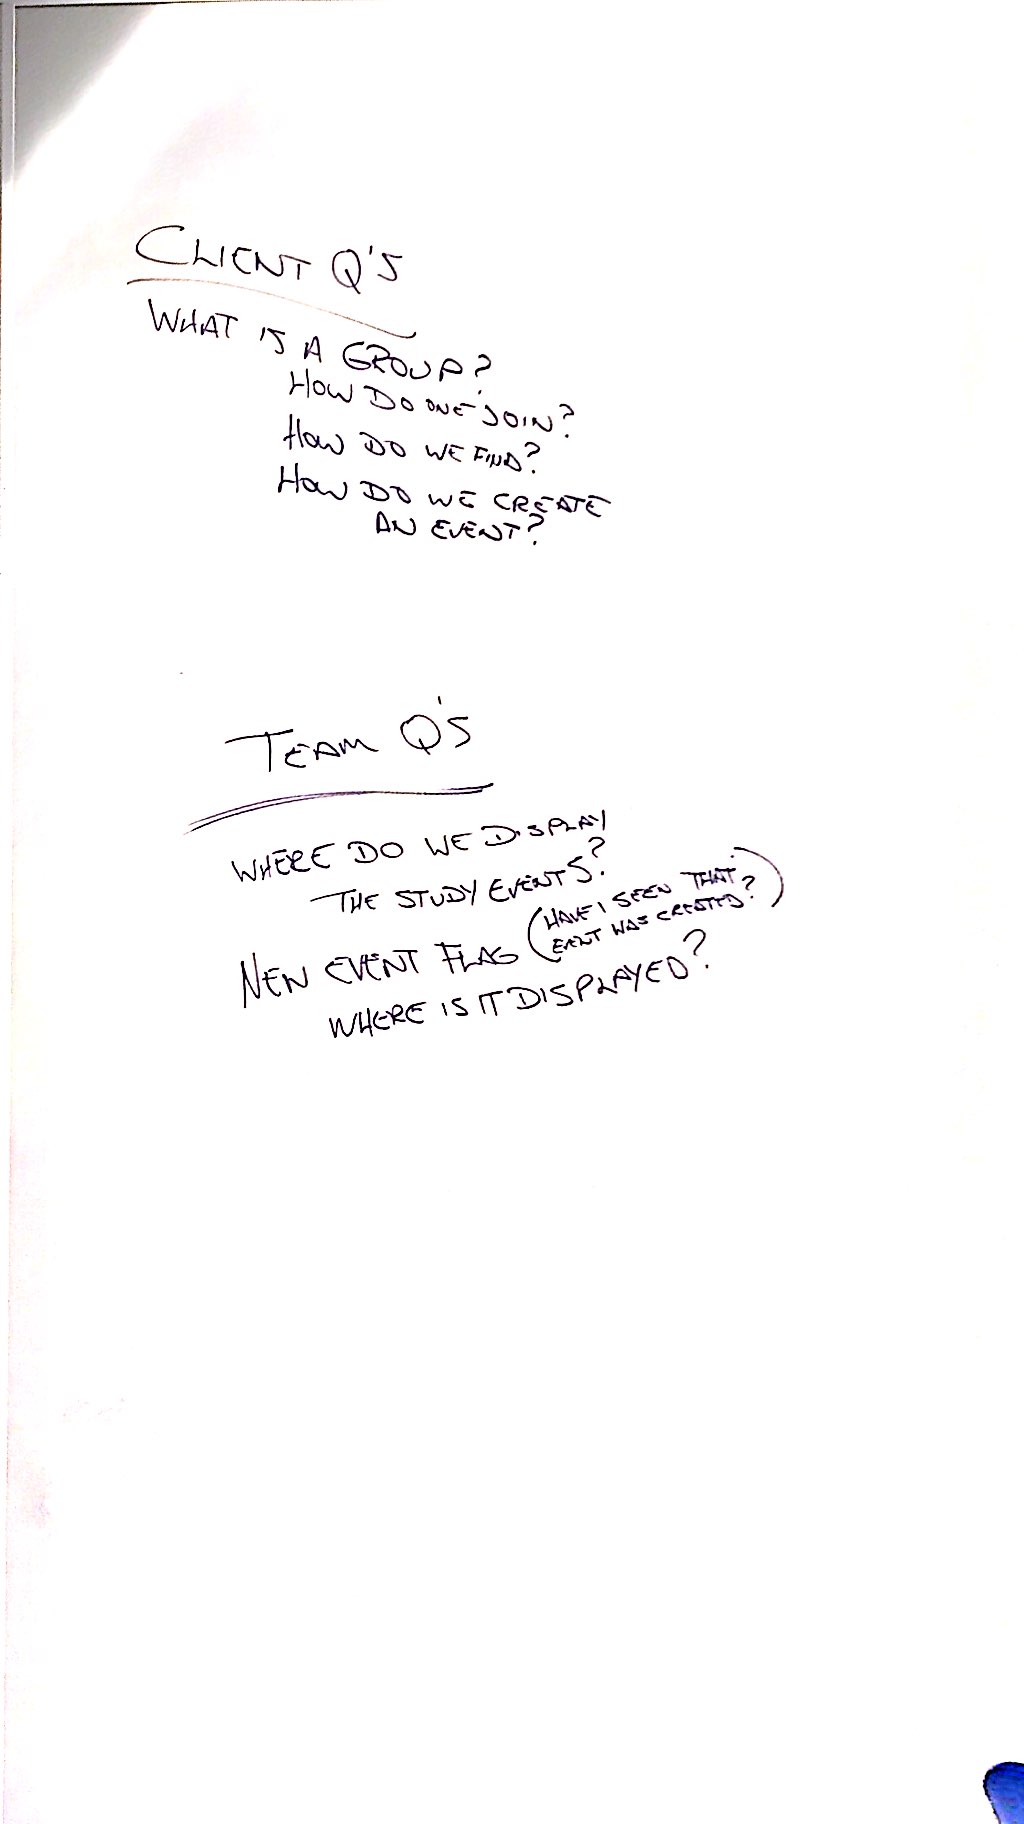 CLIENT Q'S
WHAT IS A GROUP?
HOW DO ONE JOIN?
HOW DO WE FIND?
HOW DO WE CREATE
AN EVENT?
TEAM Q'S
WHERE DO WE DISPLAY
THE STUDY EVENTS?
NEW EVENT FLAG (HAVE I SEEN THAT
EVENT WAS CREATED?)
WHERE IS IT DISPLAYED?